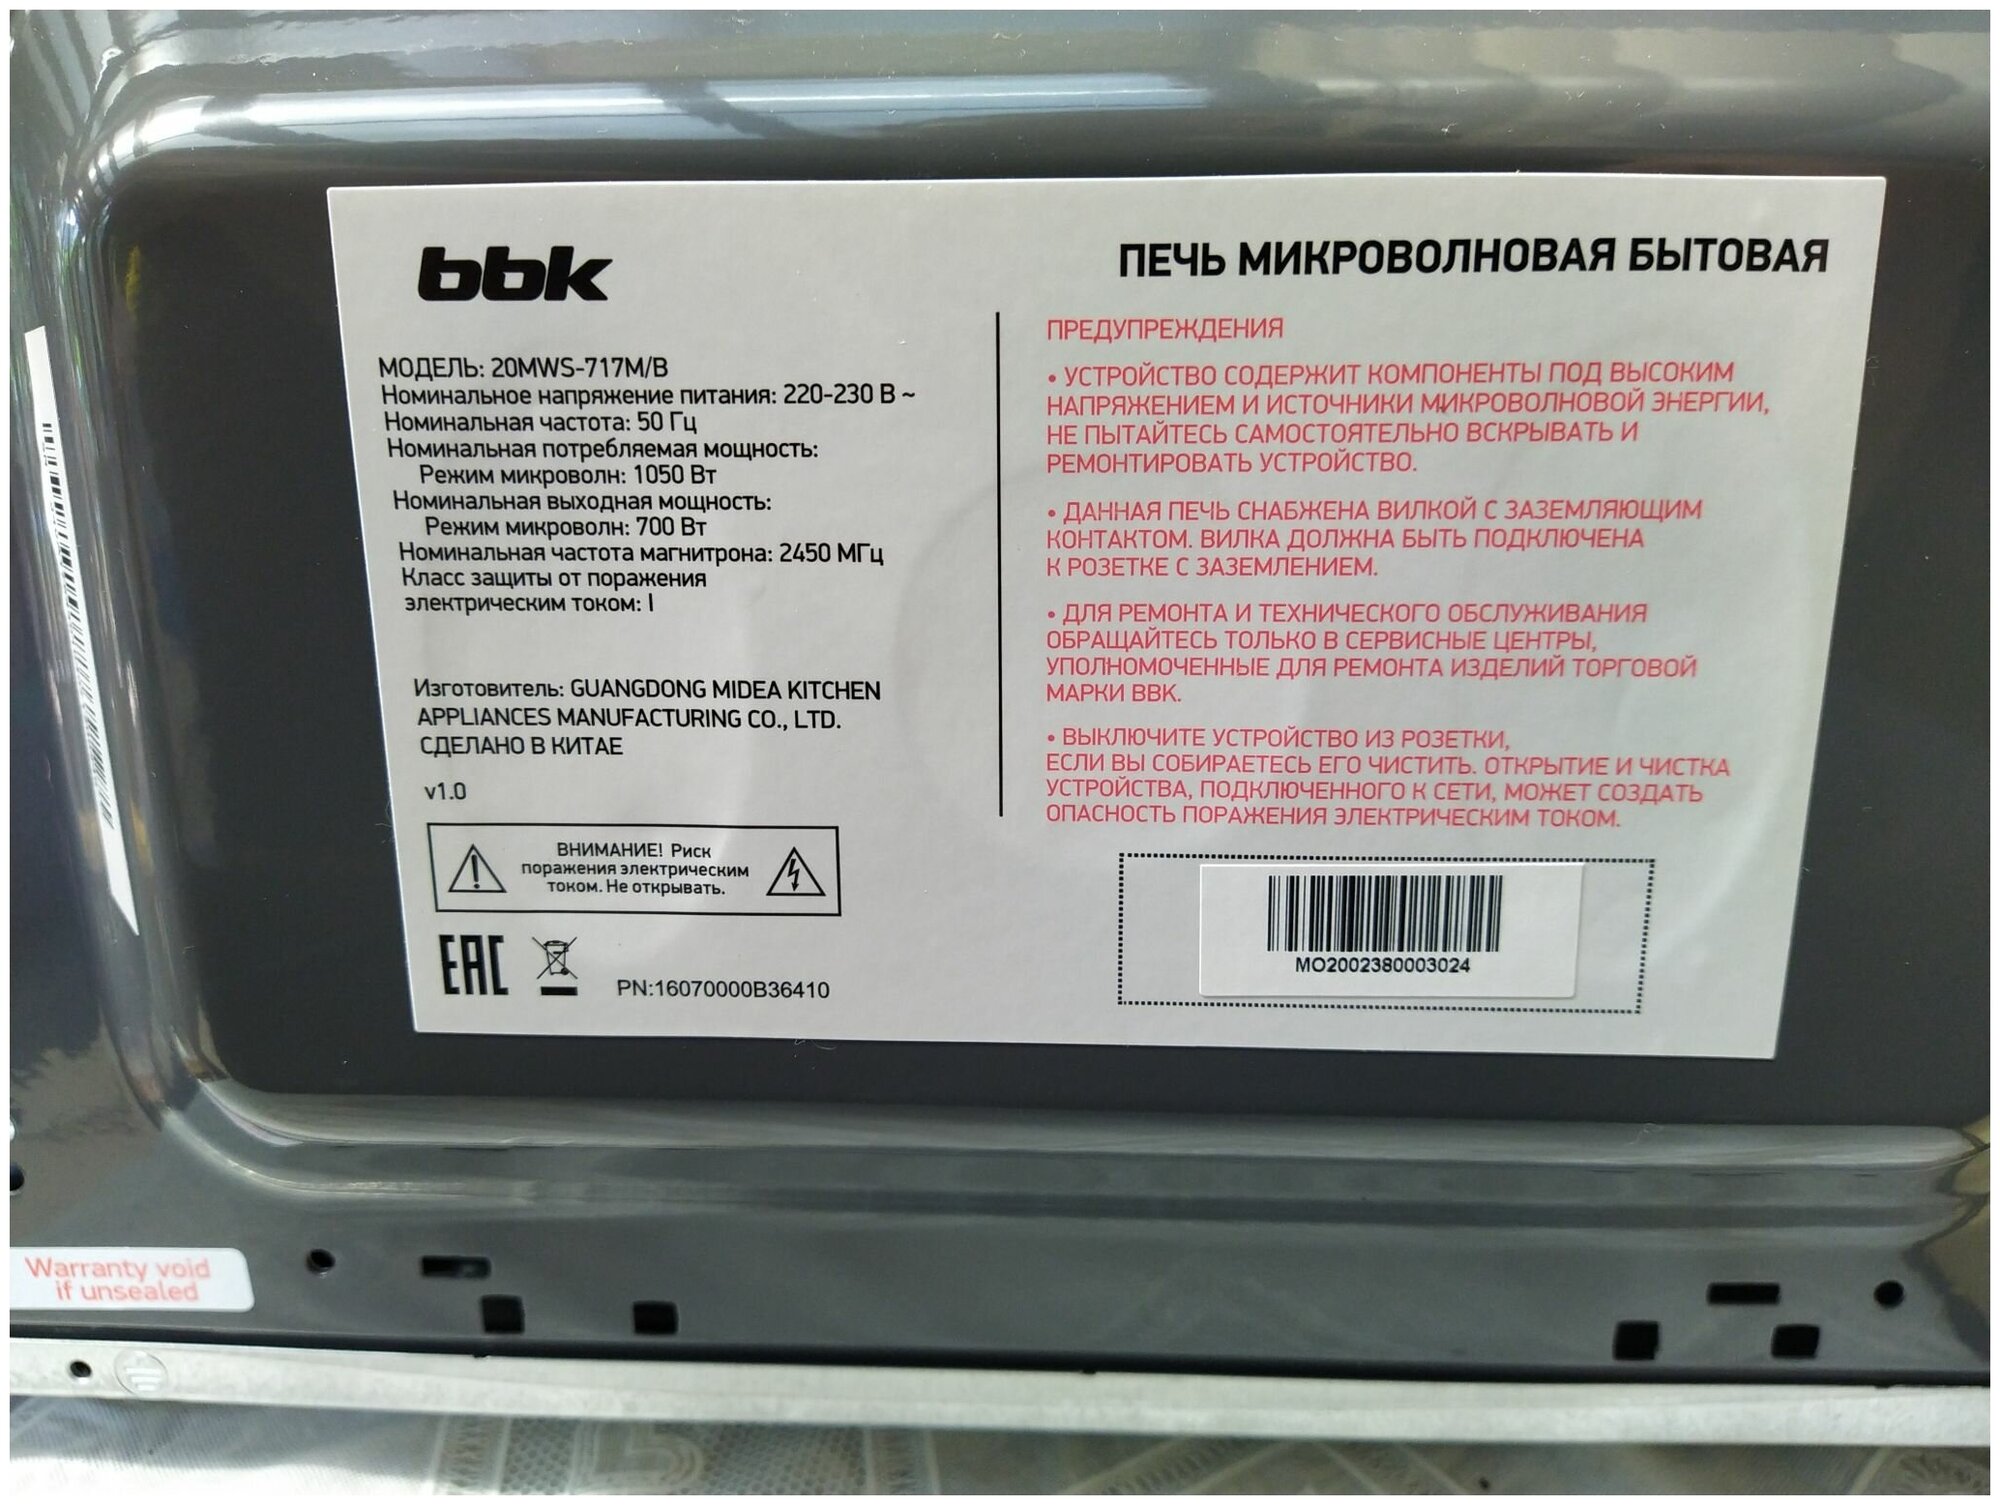 bbk
МОДЕЛЬ: 20MWS-717M/B
Номинальное напряжение питания: 220-230 В ~
Номинальная частота: 50 Гц
Номинальная потребляемая мощность:
Режим микроволн: 1050 Вт
Номинальная выходная мощность:
Режим микроволн: 700 Вт
Номинальная частота магнитрона: 2450 МГц
Класс защиты от поражения
электрическим током: I
Изготовитель: GUANGDONG MIDEA KITCHEN
APPLIANCES MANUFACTURING CO., LTD.
СДЕЛАНО В КИТАЕ
v1.0
ВНИМАНИЕ! Риск
поражения электрическим
током. Не открывать.
EAC
PN:16070000B36410
ПЕЧЬ МИКРОВОЛНОВАЯ БЫТОВАЯ
ПРЕДУПРЕЖДЕНИЯ
• УСТРОЙСТВО СОДЕРЖИТ КОМПОНЕНТЫ ПОД ВЫСОКИМ
НАПРЯЖЕНИЕМ И ИСТОЧНИКИ МИКРОВОЛНОВОЙ ЭНЕРГИИ,
НЕ ПЫТАЙТЕСЬ САМОСТОЯТЕЛЬНО ВСКРЫВАТЬ И
РЕМОНТИРОВАТЬ УСТРОЙСТВО.
• ДАННАЯ ПЕЧЬ СНАБЖЕНА ВИЛКОЙ С ЗАЗЕМЛЯЮЩИМ
КОНТАКТОМ. ВИЛКА ДОЛЖНА БЫТЬ ПОДКЛЮЧЕНА
К РОЗЕТКЕ С ЗАЗЕМЛЕНИЕМ.
• ДЛЯ РЕМОНТА И ТЕХНИЧЕСКОГО ОБСЛУЖИВАНИЯ
ОБРАЩАЙТЕСЬ ТОЛЬКО В СЕРВИСНЫЕ ЦЕНТРЫ,
УПОЛНОМОЧЕННЫЕ ДЛЯ РЕМОНТА ИЗДЕЛИЙ ТОРГОВОЙ
МАРКИ BBK.
• ВЫКЛЮЧИТЕ УСТРОЙСТВО ИЗ РОЗЕТКИ,
ЕСЛИ ВЫ СОБИРАЕТЕСЬ ЕГО ЧИСТИТЬ. ОТКРЫТИЕ И ЧИСТКА
УСТРОЙСТВА, ПОДКЛЮЧЕННОГО К СЕТИ, МОЖЕТ СОЗДАТЬ
ОПАСНОСТЬ ПОРАЖЕНИЯ ЭЛЕКТРИЧЕСКИМ ТОКОМ.
MO2002380003024
Warranty void
if unsealed